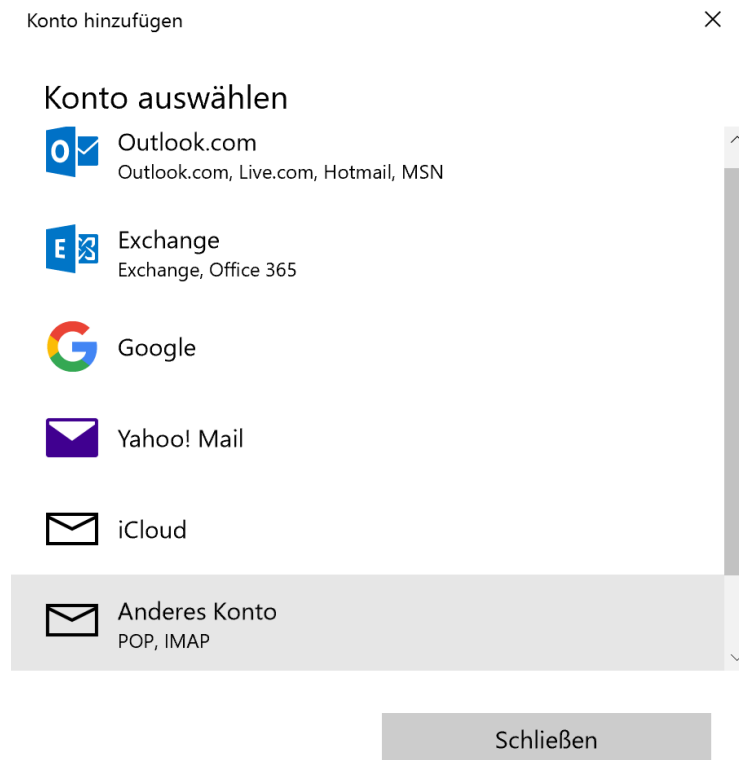 Konto hinzufügen
Konto auswählen
Outlook.com
Outlook.com, Live.com, Hotmail, MSN
Exchange
Exchange, Office 365
Google
Yahoo! Mail
iCloud
Anderes Konto
POP, IMAP
Schließen